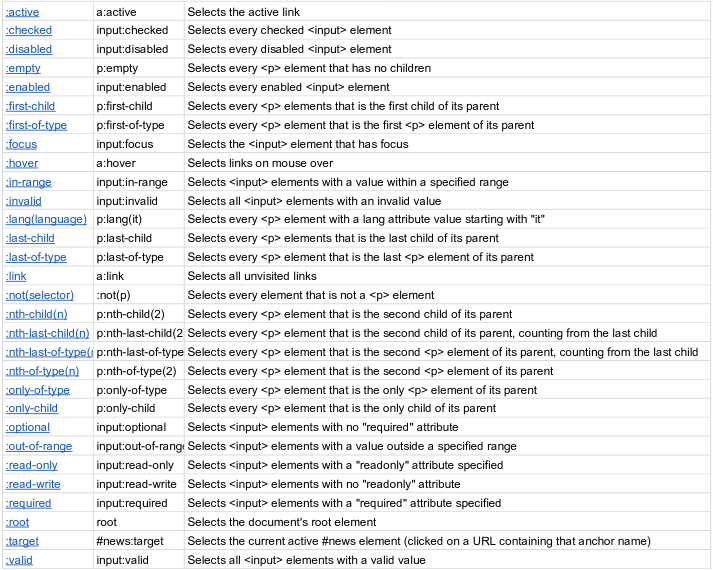 :active a:active Selects the active link
:checked input:checked Selects every checked <input> element
:disabled input:disabled Selects every disabled <input> element
:empty p:empty Selects every <p> element that has no children
:enabled input:enabled Selects every enabled <input> element
:first-child p:first-child Selects every <p> elements that is the first child of its parent
:first-of-type p:first-of-type Selects every <p> element that is the first <p> element of its parent
:focus input:focus Selects the <input> element that has focus
:hover a:hover Selects links on mouse over
:in-range input:in-range Selects <input> elements with a value within a specified range
:invalid input:invalid Selects all <input> elements with an invalid value
:lang(language) p:lang(it) Selects every <p> element with a lang attribute value starting with "it"
:last-child p:last-child Selects every <p> elements that is the last child of its parent
:last-of-type p:last-of-type Selects every <p> element that is the last <p> element of its parent
:link a:link Selects all unvisited links
:not(selector) :not(p) Selects every element that is not a <p> element
:nth-child(n) p:nth-child(2) Selects every <p> element that is the second child of its parent
:nth-last-child(n) p:nth-last-child(2 Selects every <p> element that is the second child of its parent, counting from the last child
:nth-last-of-type( p:nth-last-of-type Selects every <p> element that is the second <p> element of its parent, counting from the last child
:nth-of-type(n) p:nth-of-type(2) Selects every <p> element that is the second <p> element of its parent
:only-of-type p:only-of-type Selects every <p> element that is the only <p> element of its parent
:only-child p:only-child Selects every <p> element that is the only child of its parent
:optional input:optional Selects <input> elements with no "required" attribute
:out-of-range input:out-of-rang Selects <input> elements with a value outside a specified range
:read-only input:read-only Selects <input> elements with a "readonly" attribute specified
:read-write input:read-write Selects <input> elements with no "readonly" attribute
:required input:required Selects <input> elements with a "required" attribute specified
:root root Selects the document's root element
:target #news:target Selects the current active #news element (clicked on a URL containing that anchor name)
:valid input:valid Selects all <input> elements with a valid value